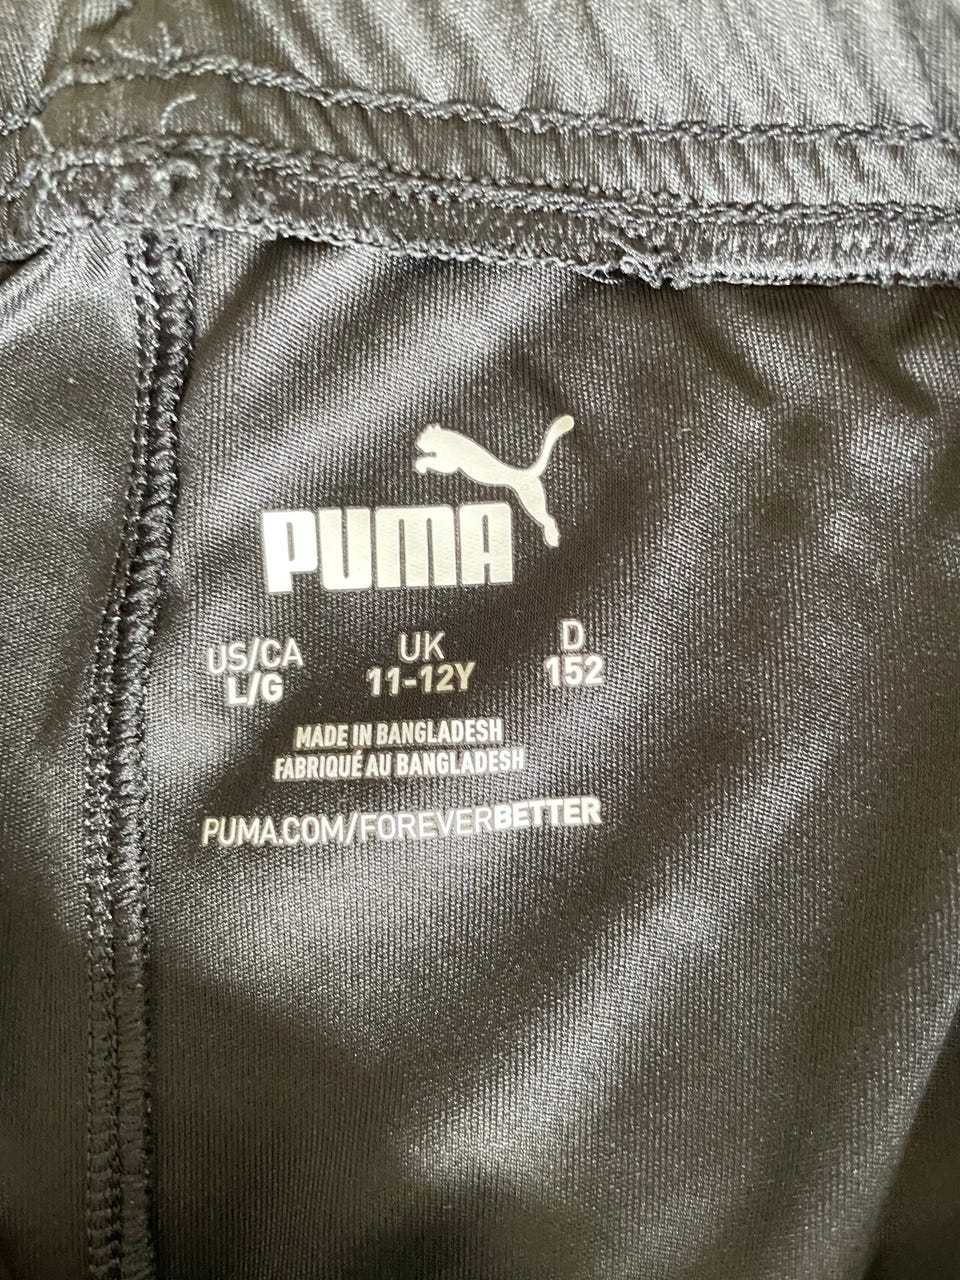 PUMA
US/CA UK D
L/G 11-12Y 152
MADE IN BANGLADESH
FABRIQUÉ AU BANGLADESH
PUMA.COM/FOREVERBETTER